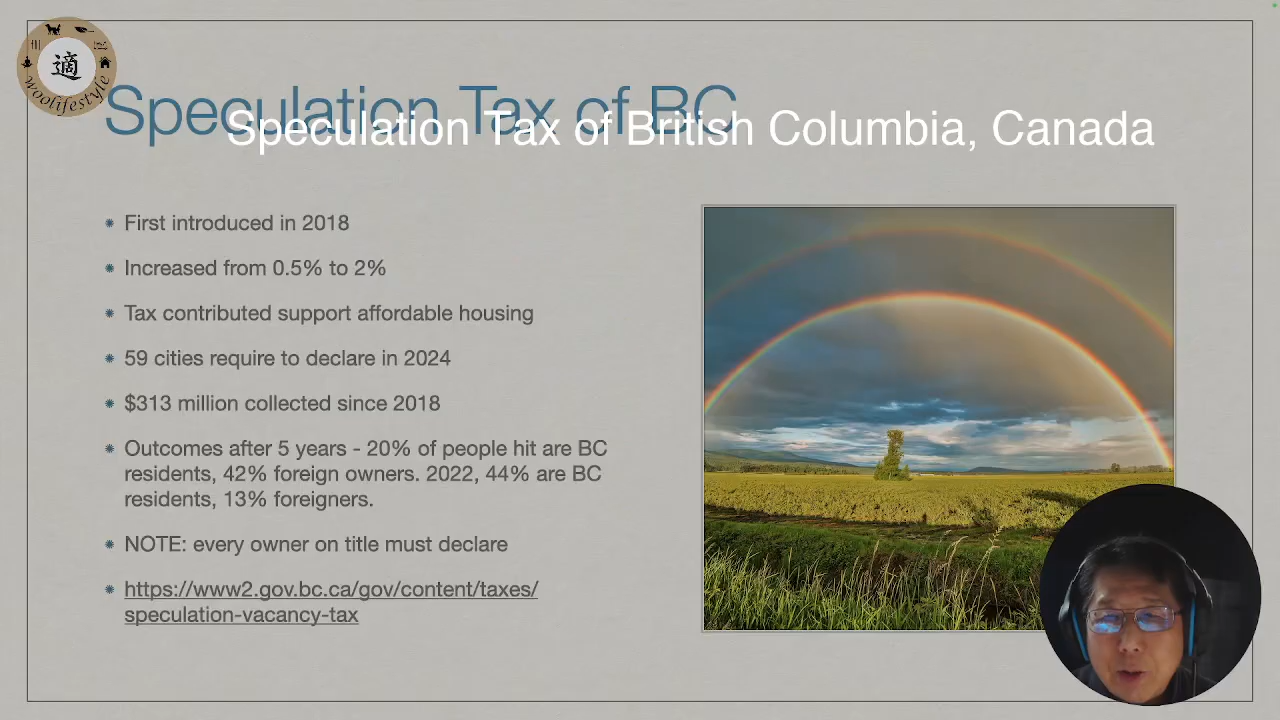 適
woolifestyle
Speculation Tax of BC
Speculation Tax of British Columbia, Canada
First introduced in 2018
Increased from 0.5% to 2%
Tax contributed support affordable housing
59 cities require to declare in 2024
$313 million collected since 2018
Outcomes after 5 years - 20% of people hit are BC
residents, 42% foreign owners. 2022, 44% are BC
residents, 13% foreigners.
NOTE: every owner on title must declare
https://www2.gov.bc.ca/gov/content/taxes/
speculation-vacancy-tax